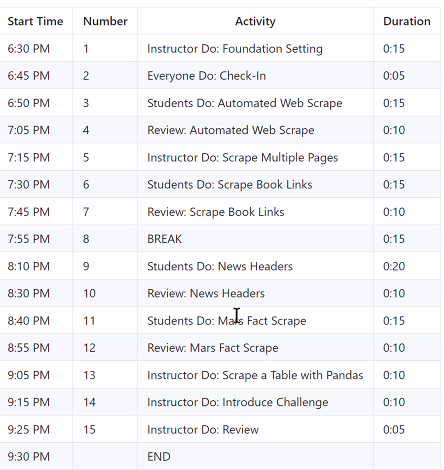 Start Time Number Activity Duration
6:30 PM 1 Instructor Do: Foundation Setting 0:15
6:45 PM 2 Everyone Do: Check-In 0:05
6:50 PM 3 Students Do: Automated Web Scrape 0:15
7:05 PM 4 Review: Automated Web Scrape 0:10
7:15 PM 5 Instructor Do: Scrape Multiple Pages 0:15
7:30 PM 6 Students Do: Scrape Book Links 0:15
7:45 PM 7 Review: Scrape Book Links 0:10
7:55 PM 8 BREAK 0:15
8:10 PM 9 Students Do: News Headers 0:20
8:30 PM 10 Review: News Headers 0:10
8:40 PM 11 Students Do: Mars Fact Scrape 0:15
8:55 PM 12 Review: Mars Fact Scrape 0:10
9:05 PM 13 Instructor Do: Scrape a Table with Pandas 0:10
9:15 PM 14 Instructor Do: Introduce Challenge 0:10
9:25 PM 15 Instructor Do: Review 0:05
9:30 PM END